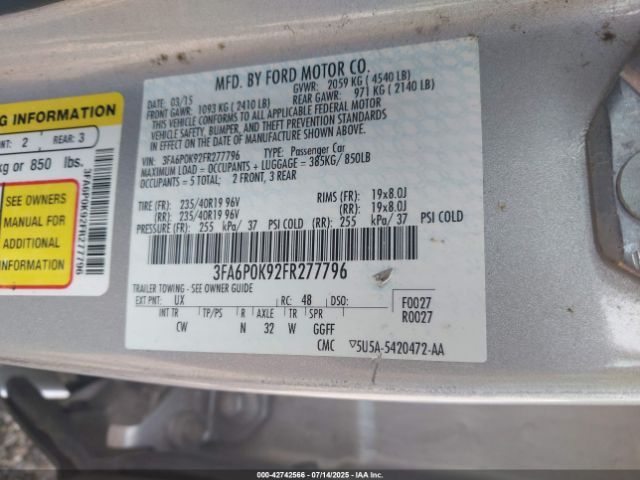 MFD. BY FORD MOTOR CO.
DATE: 03/15 GVWR: 2059 KG ( 4540 LB)
FRONT GAWR: 1093 KG ( 2410 LB) REAR GAWR: 971 KG ( 2140 LB)
THIS VEHICLE CONFORMS TO ALL APPLICABLE FEDERAL MOTOR
VEHICLE SAFETY, BUMPER, AND THEFT PREVENTION STANDARDS
IN EFFECT ON THE DATE OF MANUFACTURE SHOWN ABOVE.
VIN: 3FA6P0K92FR277796 TYPE: Passenger Car
MAXIMUM LOAD= OCCUPANTS + LUGGAGE = 385KG/850LB
OCCUPANTS = 5 TOTAL: 2 FRONT, 3 REAR
TIRE (FR): 235/40R19 96V RIMS (FR): 19x8.0J
(RR): 235/40R19 96V (RR): 19x8.0J
PRESSURE (FR): 255 kPa/ 37 PSI COLD (RR): 255 kPa/ 37 PSI COLD
3FA6P0K92FR277796
TRAILER TOWING - SEE OWNER GUIDE
EXT PNT: UX RC: 48 DSO:
F0027
R0027
INT TR TP/PS R AXLE TR SPR
CW N 32 W GGFF
CMC ▽5U5A-5420472-AA
G INFORMATION
NT: 2 REAR: 3
kg or 850 lbs.
SEE OWNERS
MANUAL FOR
ADDITIONAL
INFORMATION
3FA6P0K92FR277796
000-42742566 - 07/14/2025 - IAAI.COM